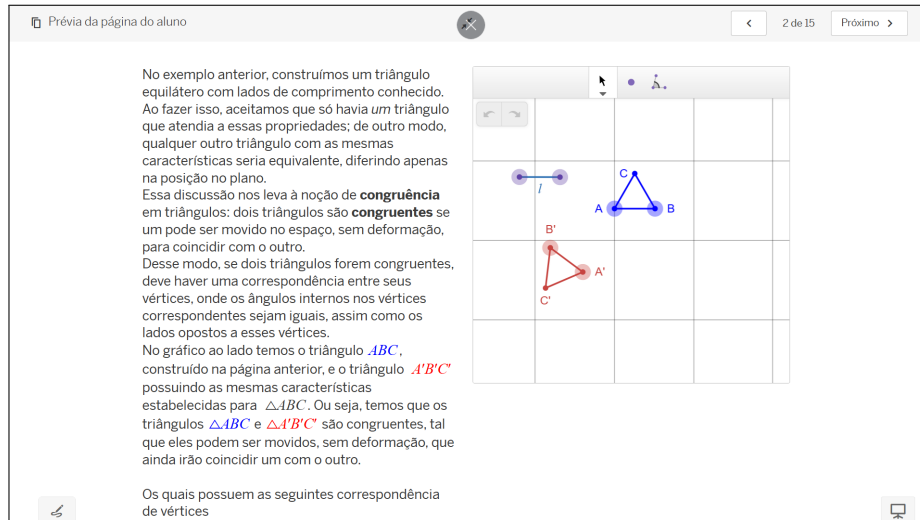 Prévia da página do aluno
2 de 15
Próximo
No exemplo anterior, construímos um triângulo
equilátero com lados de comprimento conhecido.
Ao fazer isso, aceitamos que só havia um triângulo
que atendia a essas propriedades; de outro modo,
qualquer outro triângulo com as mesmas
características seria equivalente, diferindo apenas
na posição no plano.
Essa discussão nos leva à noção de congruência
em triângulos: dois triângulos são congruentes se
um pode ser movido no espaço, sem deformação,
para coincidir com o outro.
Desse modo, se dois triângulos forem congruentes,
deve haver uma correspondência entre seus
vértices, onde os ângulos internos nos vértices
correspondentes sejam iguais, assim como os
lados opostos a esses vértices.
No gráfico ao lado temos o triângulo ABC,
construído na página anterior, e o triângulo A'B'C'
possuindo as mesmas características
estabelecidas para △ABC. Ou seja, temos que os
triângulos △ABC e △A'B'C' são congruentes, tal
que eles podem ser movidos, sem deformação, que
ainda irão coincidir um com o outro.
Os quais possuem as seguintes correspondência
de vértices
l
C
A
B
B'
A'
C'